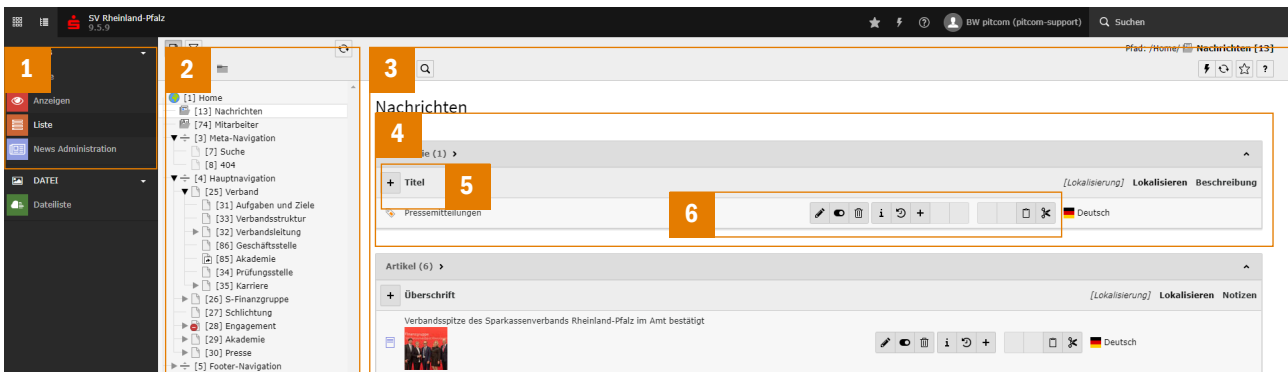 SV Rheinland-Pfalz
9.5.9
BW pitcom (pitcom-support)
Suchen
1
Anzeigen
Liste
News Administration
DATEI
Dateiliste
2
[1] Home
[13] Nachrichten
[74] Mitarbeiter
[3] Meta-Navigation
[7] Suche
[8] 404
[4] Hauptnavigation
[25] Verband
[31] Aufgaben und Ziele
[33] Verbandsstruktur
[32] Verbandsleitung
[86] Geschäftsstelle
[85] Akademie
[34] Prüfungsstelle
[35] Karriere
[26] S-Finanzgruppe
[27] Schlichtung
[28] Engagement
[29] Akademie
[30] Presse
[5] Footer-Navigation
3
Pfad: /Home/ Nachrichten [13]
Nachrichten
4
ie (1)
Titel
5
[Lokalisierung] Lokalisieren Beschreibung
Pressemitteilungen
6
Deutsch
Artikel (6)
Überschrift
[Lokalisierung] Lokalisieren Notizen
Verbandsspitze des Sparkassenverbands Rheinland-Pfalz im Amt bestätigt
Deutsch